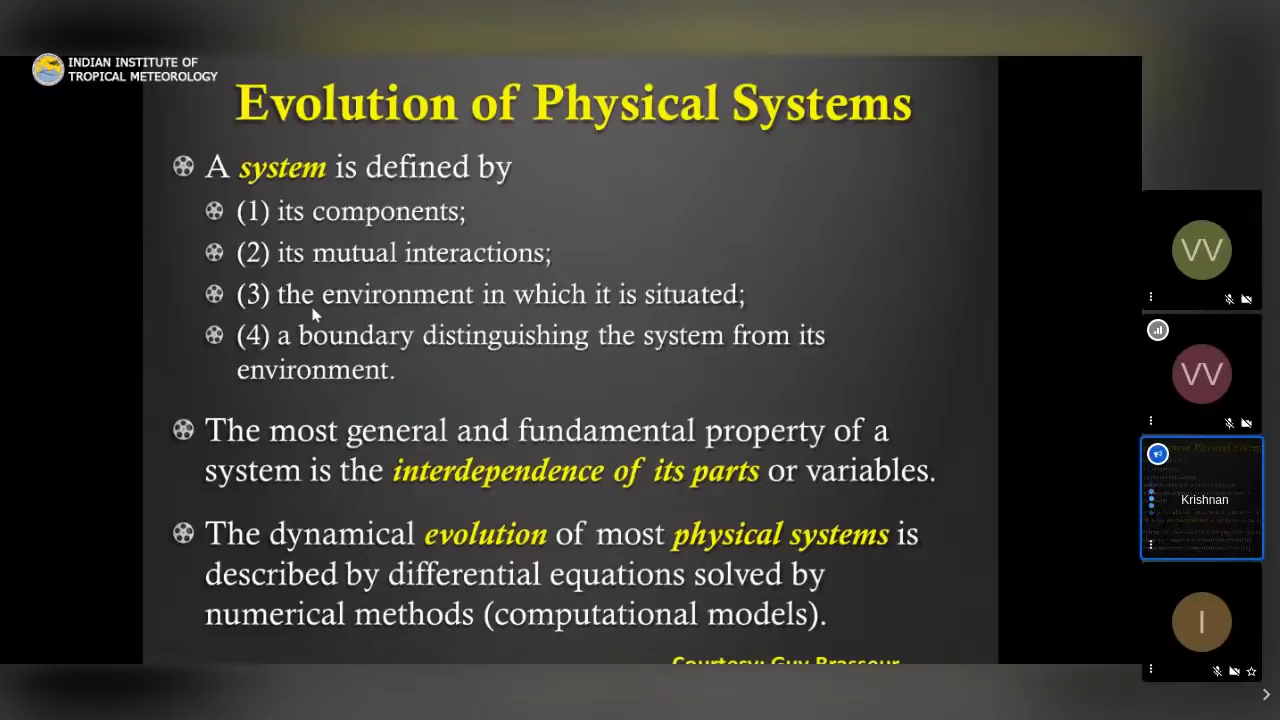 INDIAN INSTITUTE OF
TROPICAL METEOROLOGY
Evolution of Physical Systems
A system is defined by
(1) its components;
(2) its mutual interactions;
(3) the environment in which it is situated;
(4) a boundary distinguishing the system from its
environment.
The most general and fundamental property of a
system is the interdependence of its parts or variables.
The dynamical evolution of most physical systems is
described by differential equations solved by
numerical methods (computational models).
Courtesy: Guy Brasseur
VV
VV
Krishnan
I